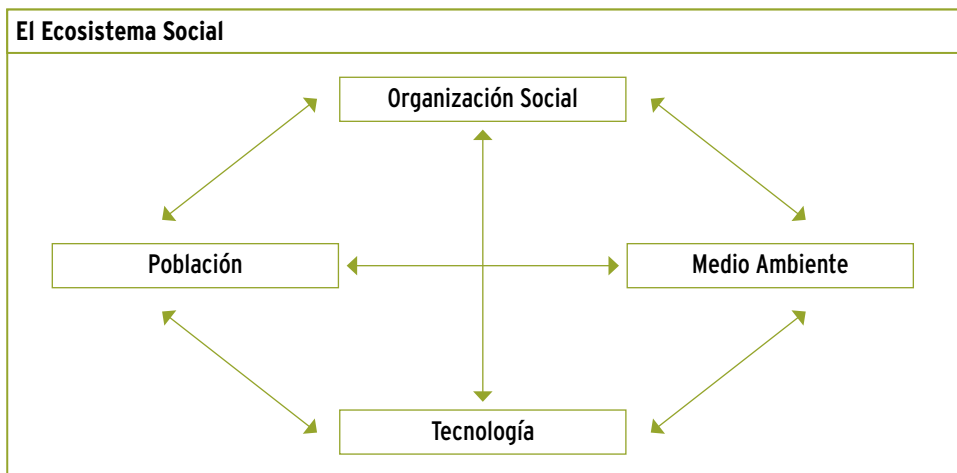 El Ecosistema Social
Organización Social
Población
Medio Ambiente
Tecnología